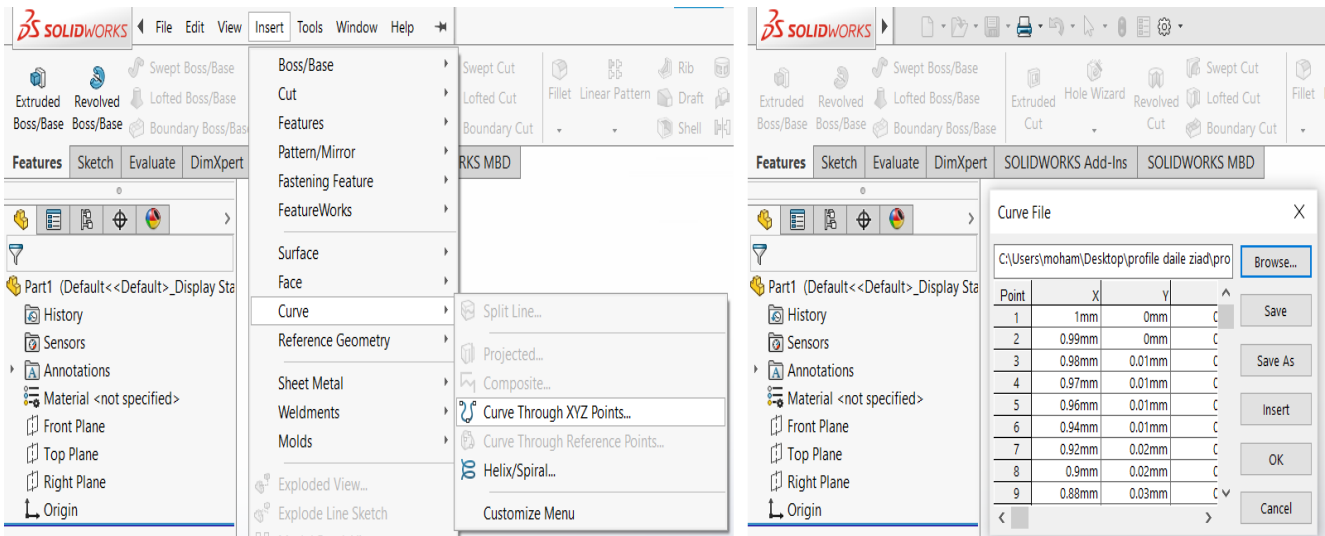 SOLIDWORKS File Edit View Insert Tools Window Help
Extruded Boss/Base
Revolved Boss/Base
Swept Boss/Base
Lofted Boss/Base
Boundary Boss/Bas
Swept Cut
Lofted Cut
Boundary Cut
Fillet
Linear Pattern
Rib
Draft
Shell
Features Sketch Evaluate DimXpert RKS MBD
Part1 (Default<<Default>_Display Sta
History
Sensors
Annotations
Material <not specified>
Front Plane
Top Plane
Right Plane
Origin
Boss/Base
Cut
Features
Pattern/Mirror
Fastening Feature
FeatureWorks
Surface
Face
Curve
Reference Geometry
Sheet Metal
Weldments
Molds
Exploded View...
Explode Line Sketch
Split Line...
Projected...
Composite...
Curve Through XYZ Points...
Curve Through Reference Points...
Helix/Spiral...
Customize Menu
SOLIDWORKS
Extruded Boss/Base
Revolved Boss/Base
Swept Boss/Base
Lofted Boss/Base
Boundary Boss/Base
Extruded Cut
Hole Wizard
Revolved Cut
Swept Cut
Lofted Cut
Boundary Cut
Fillet
Features Sketch Evaluate DimXpert SOLIDWORKS Add-Ins SOLIDWORKS MBD
Part1 (Default<<Default>_Display Sta
History
Sensors
Annotations
Material <not specified>
Front Plane
Top Plane
Right Plane
Origin
Curve File X
C:\Users\moham\Desktop\profile daile ziad\pro
Browse...
Point X Y
1 1mm 0mm
2 0.99mm 0mm
3 0.98mm 0.01mm
4 0.97mm 0.01mm
5 0.96mm 0.01mm
6 0.94mm 0.01mm
7 0.92mm 0.02mm
8 0.9mm 0.02mm
9 0.88mm 0.03mm
Save
Save As
Insert
OK
Cancel